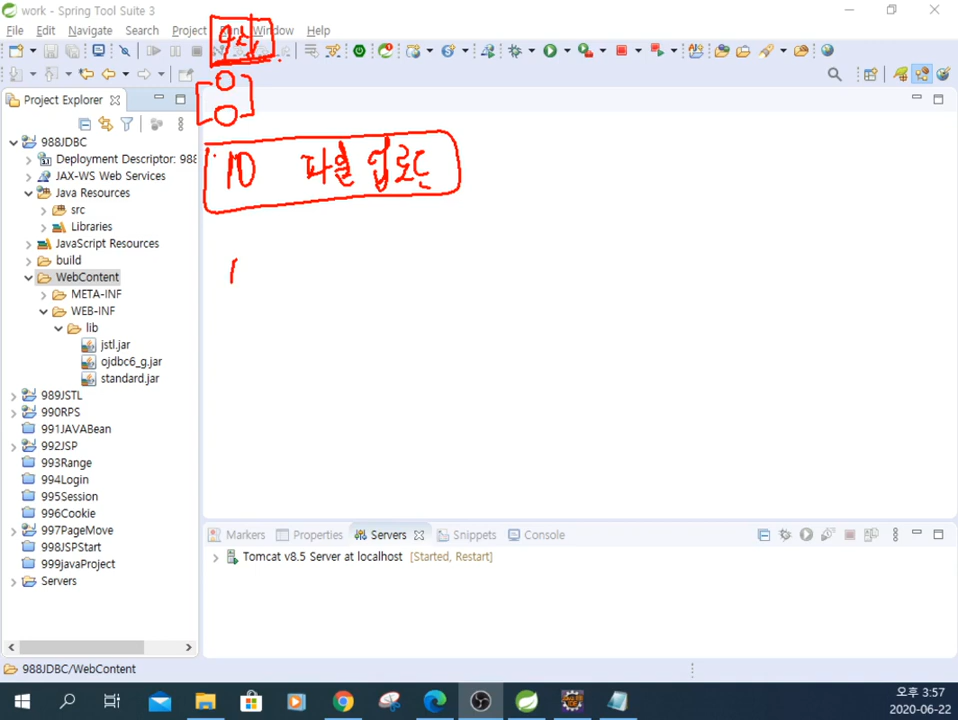 work - Spring Tool Suite 3
File Edit Navigate Search Project Window Help
Project Explorer
988JDBC
Deployment Descriptor: 988
JAX-WS Web Services
Java Resources
src
Libraries
JavaScript Resources
build
WebContent
META-INF
WEB-INF
lib
jstl.jar
ojdbc6_g.jar
standard.jar
989JSTL
990RPS
991JAVABean
992JSP
993Range
994Login
995Session
996Cookie
997PageMove
998JSPStart
999javaProject
Servers
파일 업로드
Markers Properties Servers Snippets Console
Tomcat v8.5 Server at localhost [Started, Restart]
988JDBC/WebContent
오후 3:57
2020-06-22